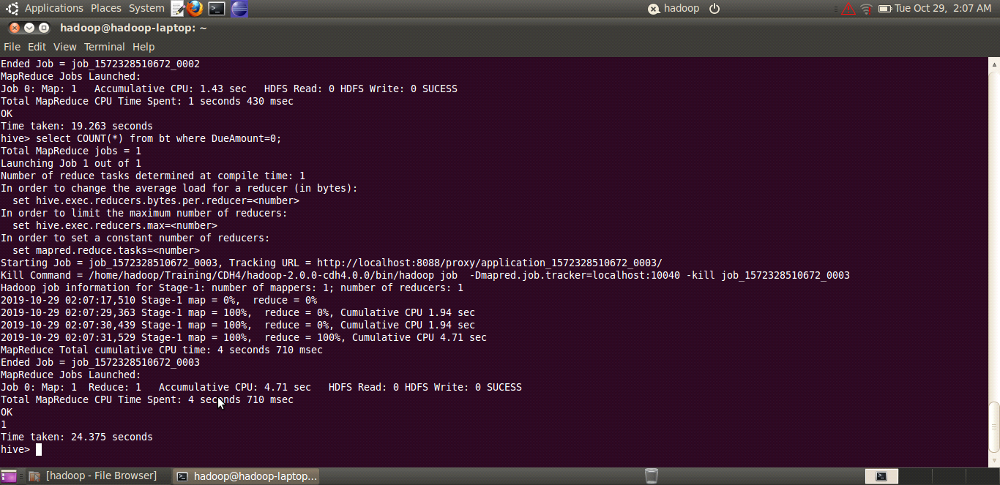 Applications Places System hadoop Tue Oct 29, 2:07 AM
hadoop@hadoop-laptop: ~
File Edit View Terminal Help
Ended Job = job_1572328510672_0002
MapReduce Jobs Launched:
Job 0: Map: 1   Accumulative CPU: 1.43 sec   HDFS Read: 0 HDFS Write: 0 SUCESS
Total MapReduce CPU Time Spent: 1 seconds 430 msec
OK
Time taken: 19.263 seconds
hive> select COUNT(*) from bt where DueAmount=0;
Total MapReduce jobs = 1
Launching Job 1 out of 1
Number of reduce tasks determined at compile time: 1
In order to change the average load for a reducer (in bytes):
  set hive.exec.reducers.bytes.per.reducer=<number>
In order to limit the maximum number of reducers:
  set hive.exec.reducers.max=<number>
In order to set a constant number of reducers:
  set mapred.reduce.tasks=<number>
Starting Job = job_1572328510672_0003, Tracking URL = http://localhost:8088/proxy/application_1572328510672_0003/
Kill Command = /home/hadoop/Training/CDH4/hadoop-2.0.0-cdh4.0.0/bin/hadoop job  -Dmapred.job.tracker=localhost:10040 -kill job_1572328510672_0003
Hadoop job information for Stage-1: number of mappers: 1; number of reducers: 1
2019-10-29 02:07:17,510 Stage-1 map = 0%,  reduce = 0%
2019-10-29 02:07:29,363 Stage-1 map = 100%,  reduce = 0%, Cumulative CPU 1.94 sec
2019-10-29 02:07:30,439 Stage-1 map = 100%,  reduce = 0%, Cumulative CPU 1.94 sec
2019-10-29 02:07:31,529 Stage-1 map = 100%,  reduce = 100%, Cumulative CPU 4.71 sec
MapReduce Total cumulative CPU time: 4 seconds 710 msec
Ended Job = job_1572328510672_0003
MapReduce Jobs Launched:
Job 0: Map: 1  Reduce: 1   Accumulative CPU: 4.71 sec   HDFS Read: 0 HDFS Write: 0 SUCESS
Total MapReduce CPU Time Spent: 4 seconds 710 msec
OK
1
Time taken: 24.375 seconds
hive>
[hadoop - File Browser] hadoop@hadoop-laptop...